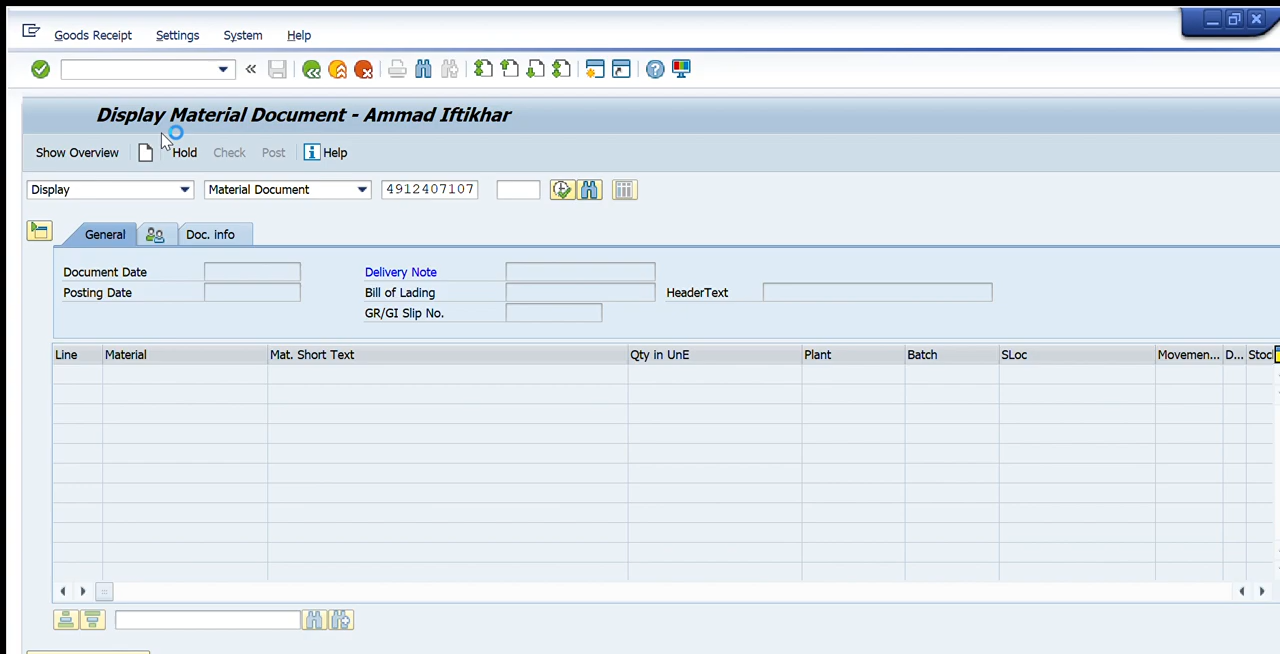 Goods Receipt Settings System Help
Display Material Document - Ammad Iftikhar
Show Overview Hold Check Post Help
Display Material Document 4912407107
General Doc. info
Document Date Delivery Note
Posting Date Bill of Lading HeaderText
GR/GI Slip No.
Line Material Mat. Short Text Qty in UnE Plant Batch SLoc Movemen... D... Stoc